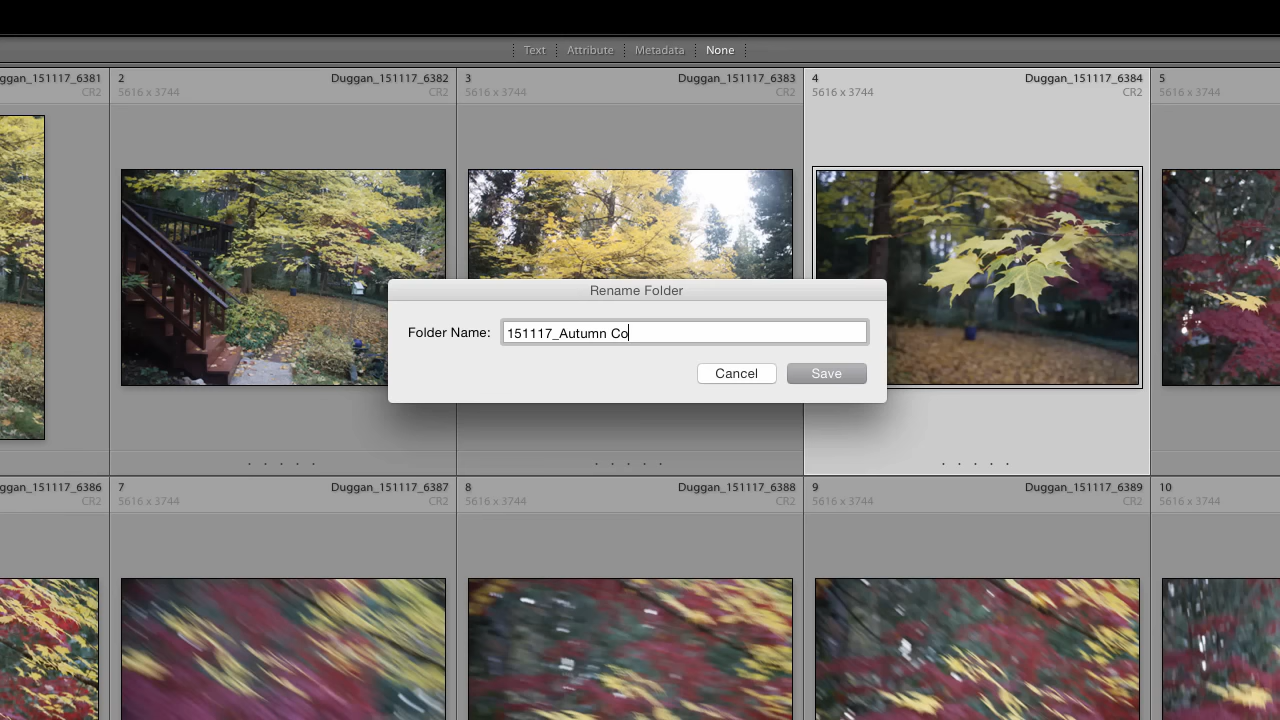 Text Attribute Metadata None
ggan_151117_6381 2 Duggan_151117_6382 3 Duggan_151117_6383 4 Duggan_151117_6384 5
CR2 5616 x 3744 CR2 5616 x 3744 CR2 5616 x 3744 CR2 5616 x 3744
Rename Folder
Folder Name: 151117_Autumn Co
Cancel Save
ggan_151117_6386 7 Duggan_151117_6387 8 Duggan_151117_6388 9 Duggan_151117_6389 10
CR2 5616 x 3744 CR2 5616 x 3744 CR2 5616 x 3744 CR2 5616 x 3744